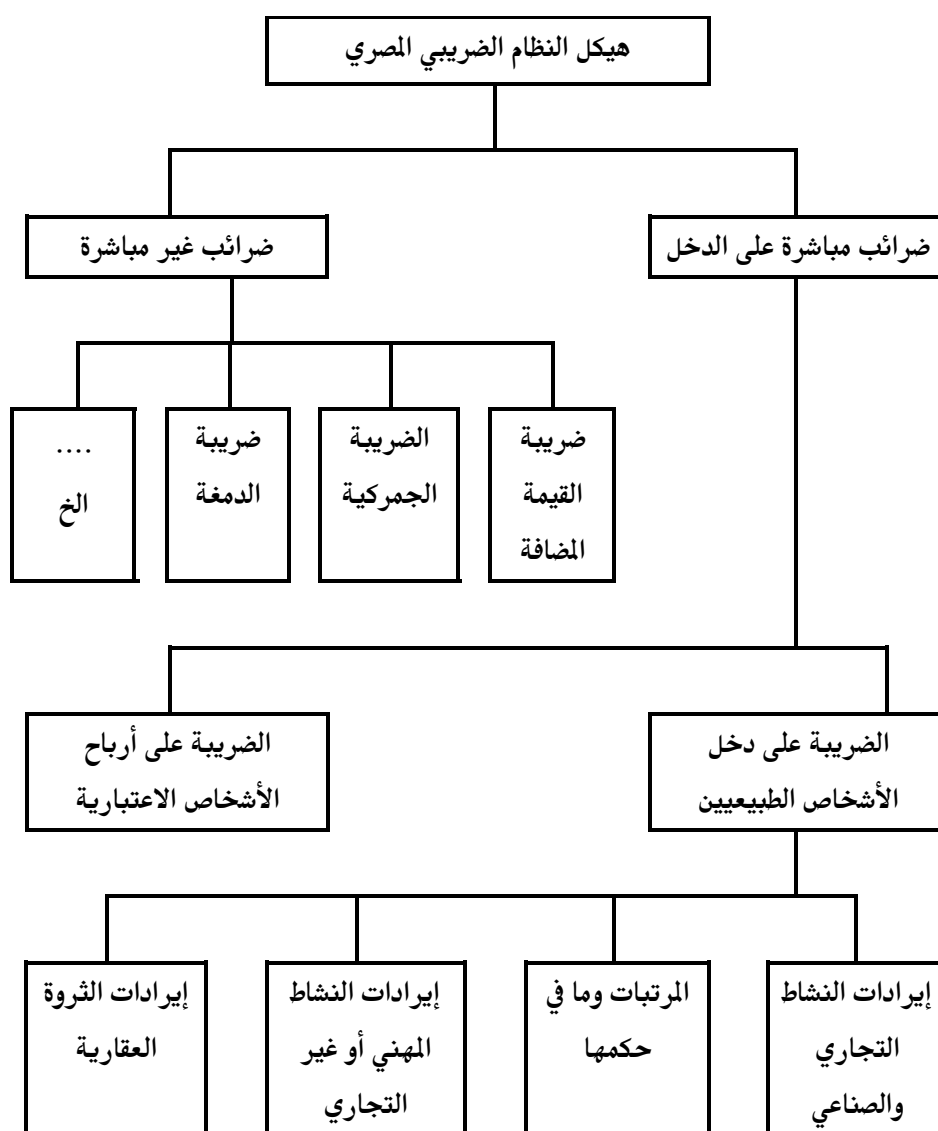 هيكل النظام الضريبي المصري
ضرائب مباشرة على الدخل
ضرائب غير مباشرة
ضريبة
القيمة
المضافة
الضريبة
الجمركية
ضريبة
الدمغة
....
الخ
الضريبة على دخل
الأشخاص الطبيعيين
الضريبة على أرباح
الأشخاص الاعتبارية
إيرادات النشاط
التجاري
والصناعي
المرتبات وما في
حكمها
إيرادات النشاط
المهني أو غير
التجاري
إيرادات الثروة
العقارية